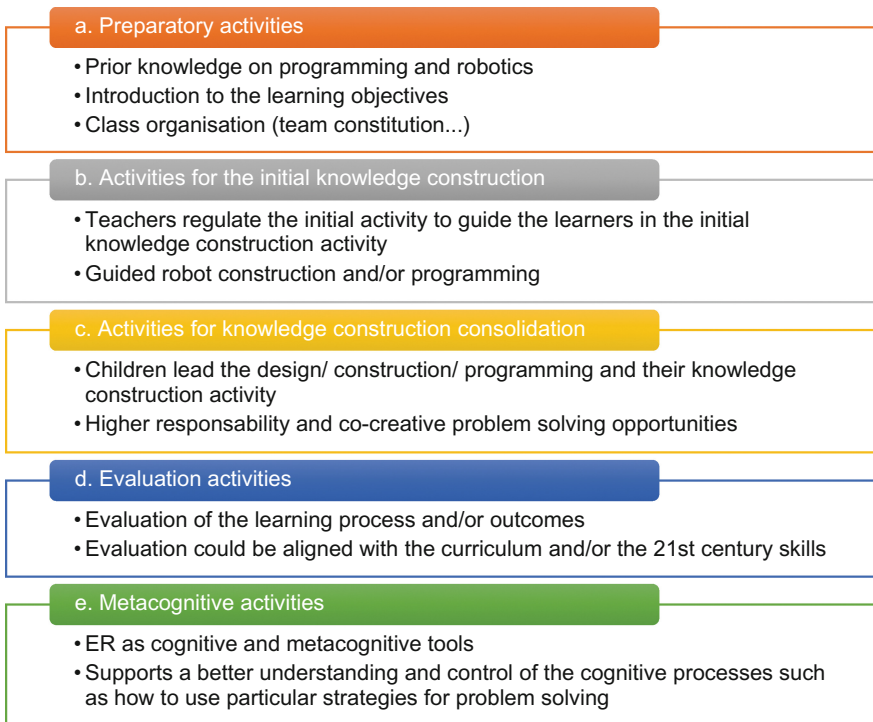 a. Preparatory activities
• Prior knowledge on programming and robotics
• Introduction to the learning objectives
• Class organisation (team constitution...)
b. Activities for the initial knowledge construction
• Teachers regulate the initial activity to guide the learners in the initial
knowledge construction activity
• Guided robot construction and/or programming
c. Activities for knowledge construction consolidation
• Children lead the design/ construction/ programming and their knowledge
construction activity
• Higher responsability and co-creative problem solving opportunities
d. Evaluation activities
• Evaluation of the learning process and/or outcomes
• Evaluation could be aligned with the curriculum and/or the 21st century skills
e. Metacognitive activities
• ER as cognitive and metacognitive tools
• Supports a better understanding and control of the cognitive processes such
as how to use particular strategies for problem solving